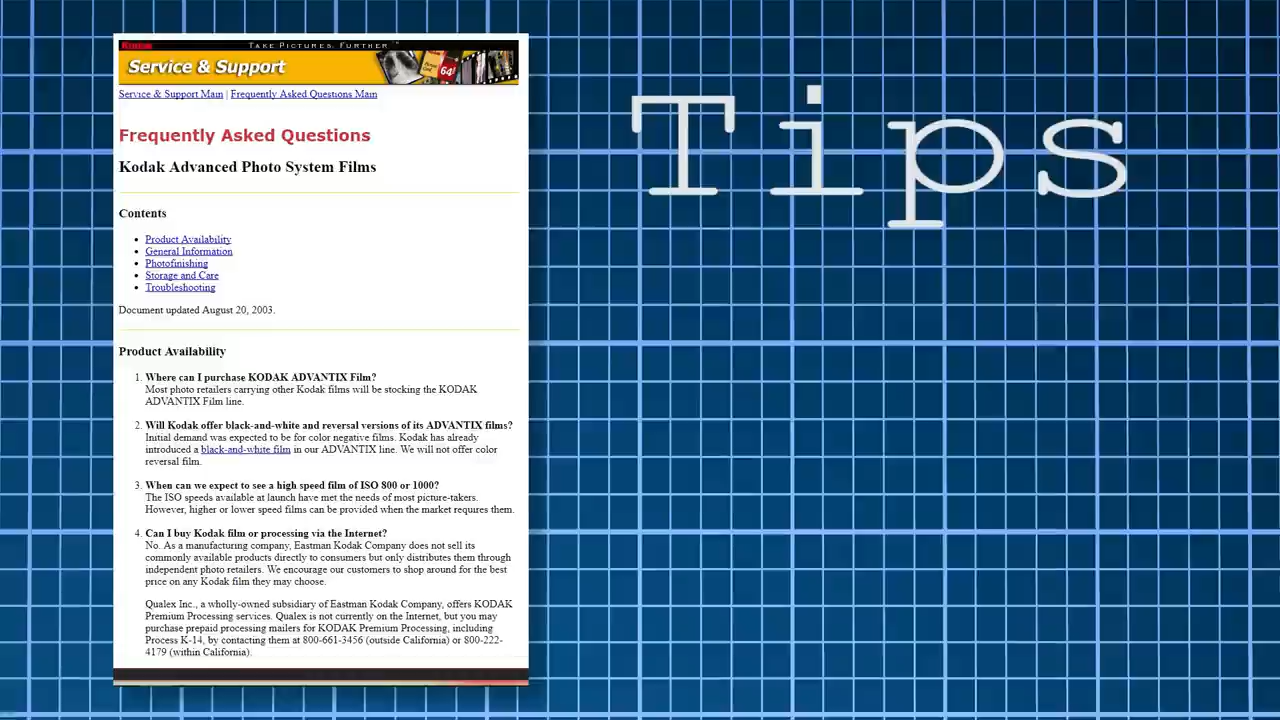 Kodak
TAKE PICTURES. FURTHER.™
Service & Support
64
Service & Support Main | Frequently Asked Questions Main
Frequently Asked Questions
Kodak Advanced Photo System Films
Contents
Product Availability
General Information
Photofinishing
Storage and Care
Troubleshooting
Document updated August 20, 2003.
Product Availability
1. Where can I purchase KODAK ADVANTIX Film?
Most photo retailers carrying other Kodak films will be stocking the KODAK
ADVANTIX Film line.
2. Will Kodak offer black-and-white and reversal versions of its ADVANTIX films?
Initial demand was expected to be for color negative films. Kodak has already
introduced a black-and-white film in our ADVANTIX line. We will not offer color
reversal film.
3. When can we expect to see a high speed film of ISO 800 or 1000?
The ISO speeds available at launch have met the needs of most picture-takers.
However, higher or lower speed films can be provided when the market requires them.
4. Can I buy Kodak film or processing via the Internet?
No. As a manufacturing company, Eastman Kodak Company does not sell its
commonly available products directly to consumers but only distributes them through
independent photo retailers. We encourage our customers to shop around for the best
price on any Kodak film they may choose.
Qualex Inc., a wholly-owned subsidiary of Eastman Kodak Company, offers KODAK
Premium Processing services. Qualex is not currently on the Internet, but you may
purchase prepaid processing mailers for KODAK Premium Processing, including
Process K-14, by contacting them at 800-661-3456 (outside California) or 800-222-
4179 (within California).
Tips